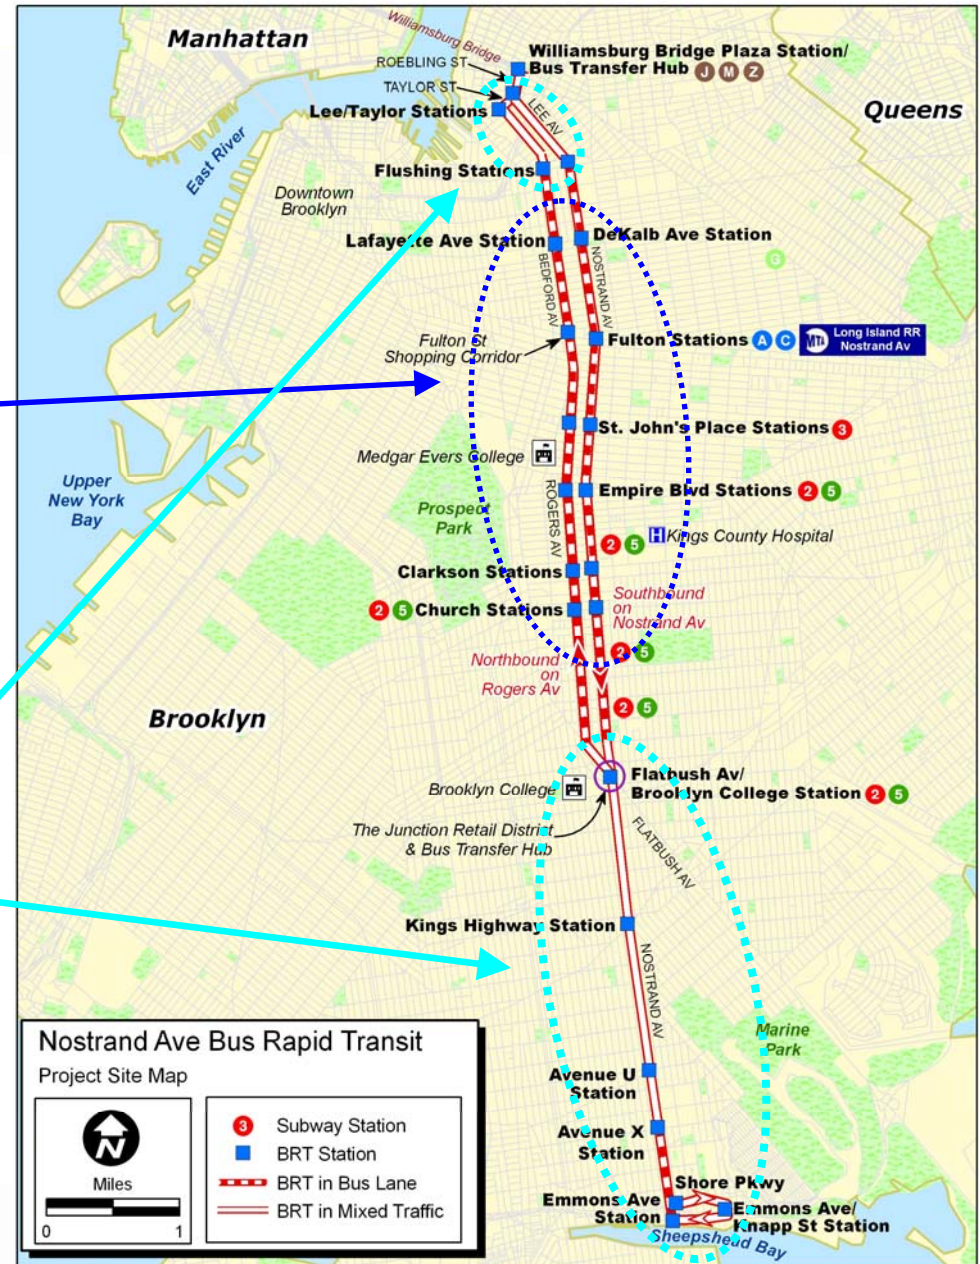 Manhattan
Williamsburg Bridge
ROEBLING ST
TAYLOR ST
Williamsburg Bridge Plaza Station/
Bus Transfer Hub J M Z
Queens
Lee/Taylor Stations
LEE AV
East River
Flushing Stations
Downtown
Brooklyn
Lafayette Ave Station
DeKalb Ave Station
BEDFORD AV
NOSTRAND AV
G
Fulton St
Shopping Corridor
Fulton Stations A C
MTA Long Island RR
Nostrand Av
St. John's Place Stations 3
Medgar Evers College
Upper
New York
Bay
Prospect
Park
ROGERS AV
Empire Blvd Stations 2 5
2 5 H Kings County Hospital
Clarkson Stations
2 5 Church Stations
Southbound
on
Nostrand Av
2 5
Northbound
on
Rogers Av
2 5
Brooklyn
Brooklyn College
Flatbush Av/
Brooklyn College Station 2 5
The Junction Retail District
& Bus Transfer Hub
FLATBUSH AV
Kings Highway Station
NOSTRAND AV
Marine
Park
Avenue U
Station
Avenue X
Station
Shore Pkwy
Emmons Ave
Station
Emmons Ave/
Knapp St Station
Sheepshead Bay
Nostrand Ave Bus Rapid Transit
Project Site Map
N
Miles
0 1
3 Subway Station
BRT Station
BRT in Bus Lane
BRT in Mixed Traffic